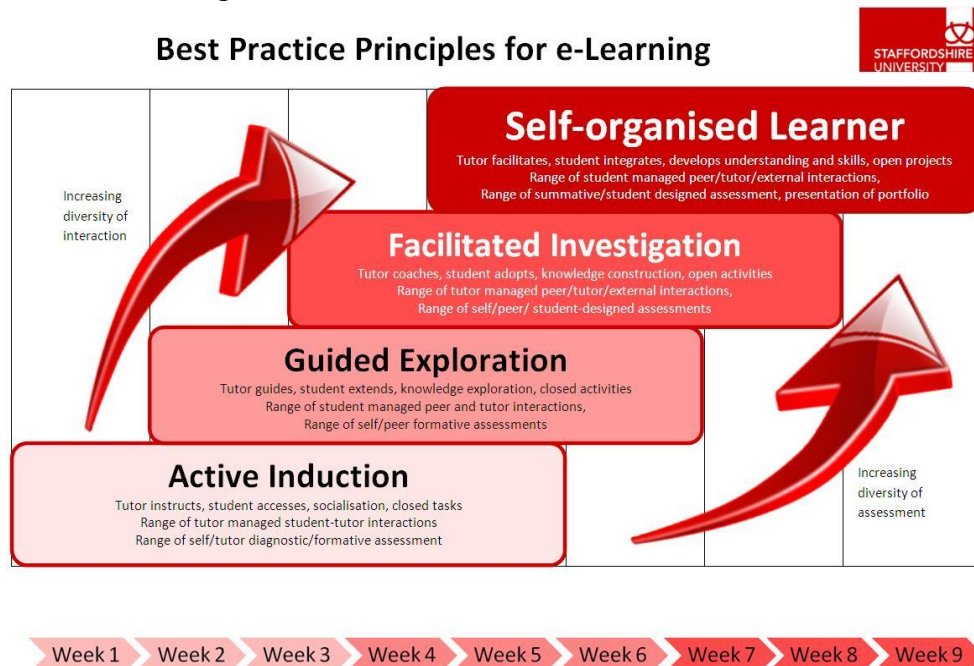 Best Practice Principles for e-Learning
STAFFORDSHIRE
UNIVERSITY
Self-organised Learner
Tutor facilitates, student integrates, develops understanding and skills, open projects
Range of student managed peer/tutor/external interactions,
Range of summative/student designed assessment, presentation of portfolio
Increasing
diversity of
interaction
Facilitated Investigation
Tutor coaches, student adopts, knowledge construction, open activities
Range of tutor managed peer/tutor/external interactions,
Range of self/peer/ student-designed assessments
Guided Exploration
Tutor guides, student extends, knowledge exploration, closed activities
Range of student managed peer and tutor interactions,
Range of self/peer formative assessments
Active Induction
Tutor instructs, student accesses, socialisation, closed tasks
Range of tutor managed student-tutor interactions
Range of self/tutor diagnostic/formative assessment
Increasing
diversity of
assessment
Week 1 Week 2 Week 3 Week 4 Week 5 Week 6 Week 7 Week 8 Week 9